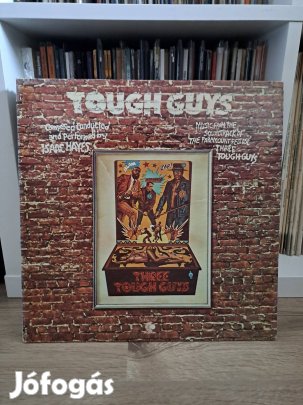 TOUGH GUYS
Composed, Conducted
and Performed by
ISAAC HAYES
MUSIC FROM THE
SOUNDTRACK OF
THE PARAMOUNT RELEASE
'THREE
TOUGH GUYS'
THREE
TOUGH GUYS
Jófogás